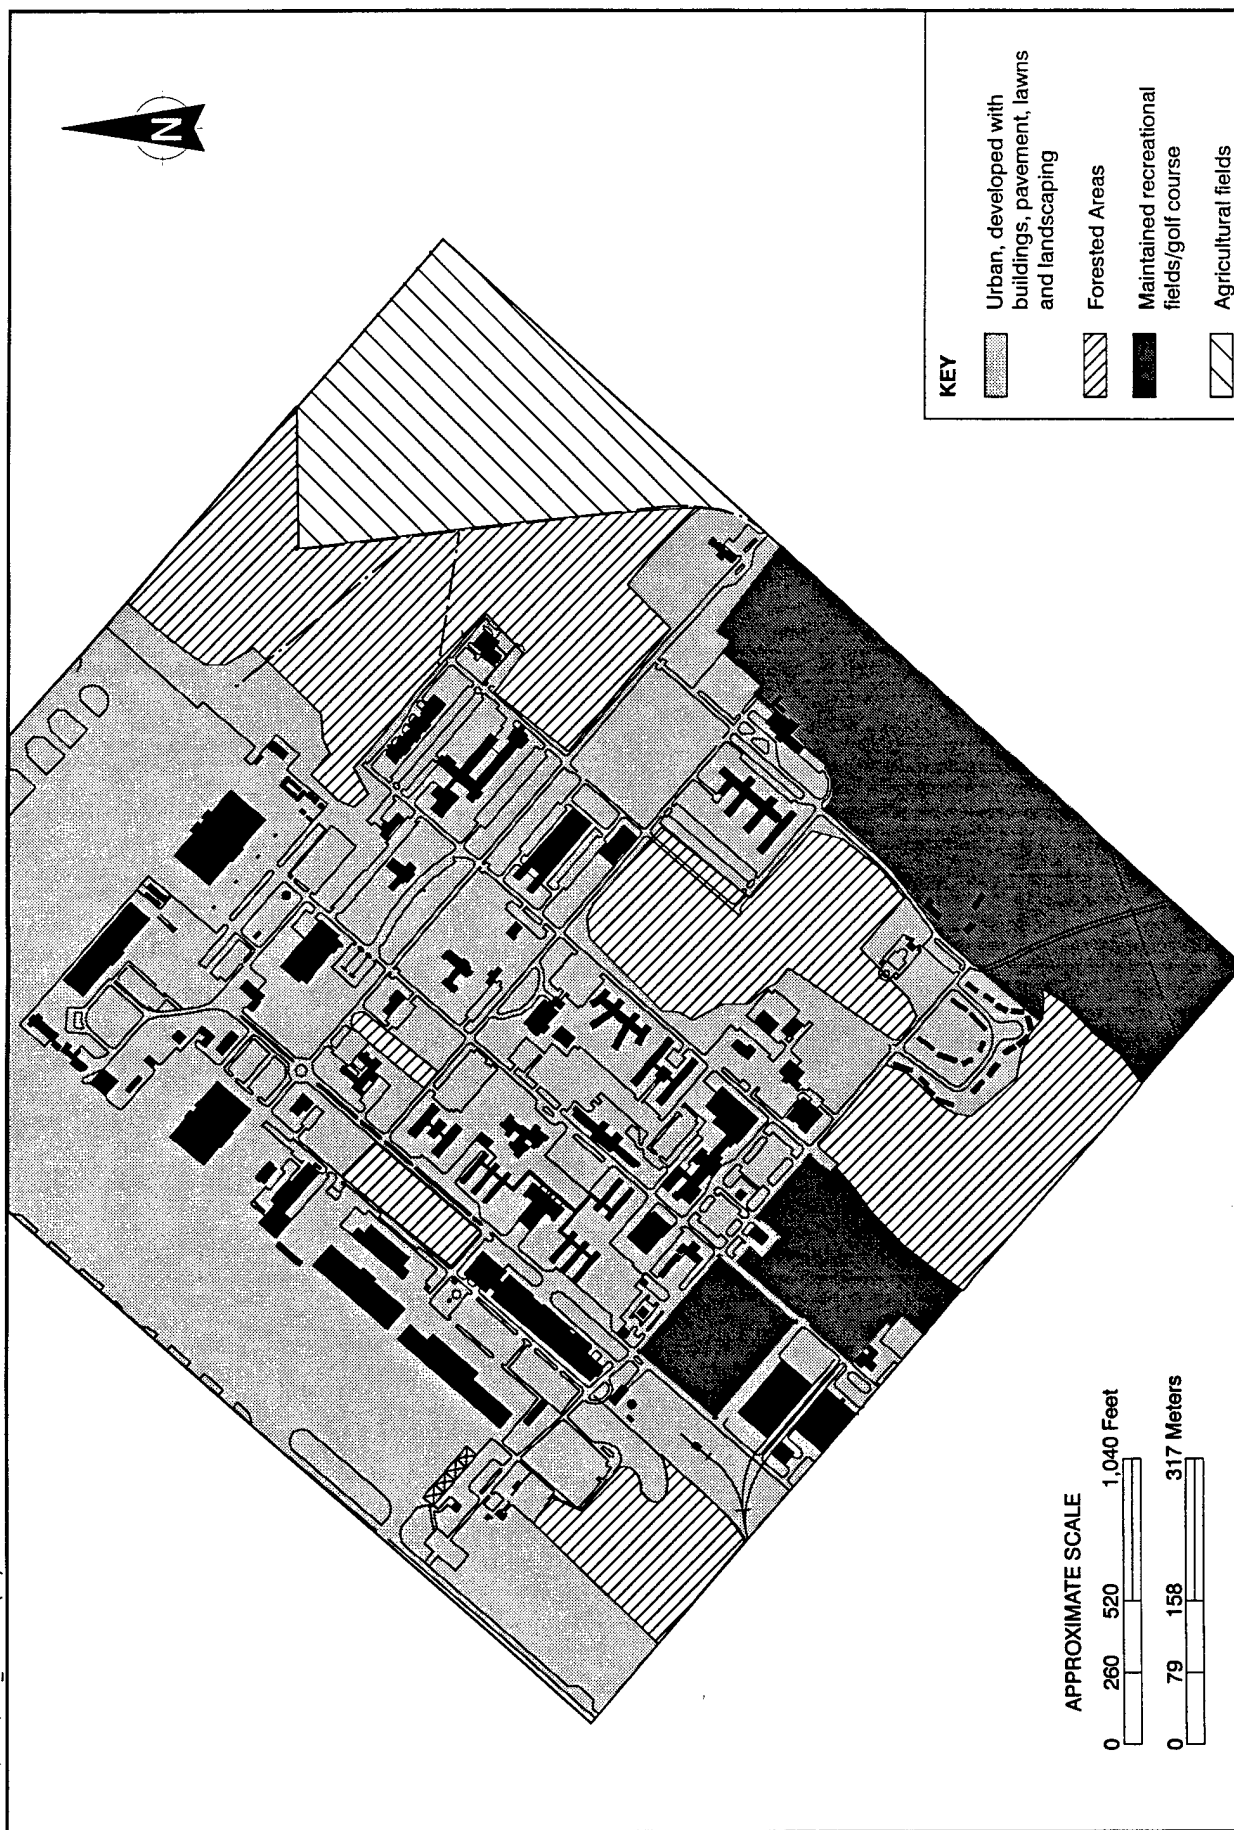 N
KEY
Urban, developed with
buildings, pavement, lawns
and landscaping
Forested Areas
Maintained recreational
fields/golf course
Agricultural fields
APPROXIMATE SCALE
0 260 520 1,040 Feet
0 79 158 317 Meters